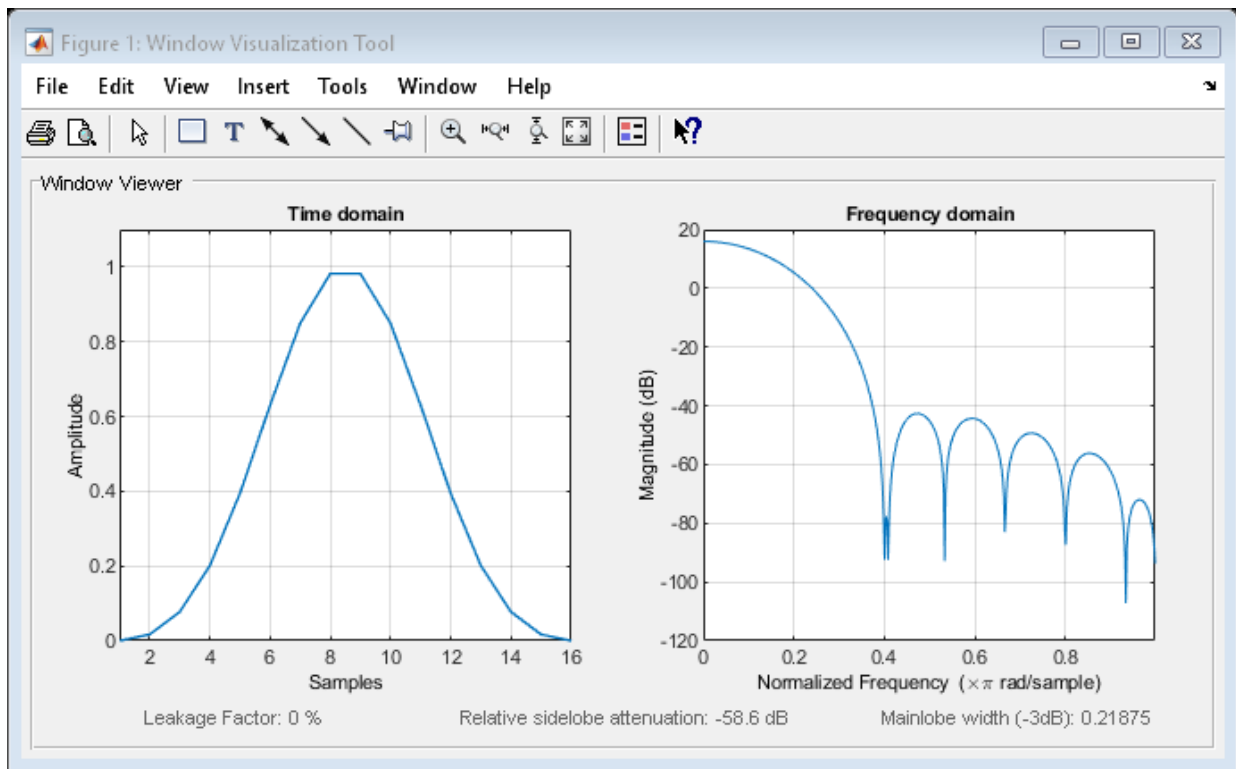 Figure 1: Window Visualization Tool
File Edit View Insert Tools Window Help
T
?
Window Viewer
Time domain
1
0.8
0.6
0.4
0.2
0
Amplitude
2 4 6 8 10 12 14 16
Samples
Frequency domain
20
0
-20
-40
-60
-80
-100
-120
Magnitude (dB)
0 0.2 0.4 0.6 0.8
Normalized Frequency (×π rad/sample)
Leakage Factor: 0 % Relative sidelobe attenuation: -58.6 dB Mainlobe width (-3dB): 0.21875